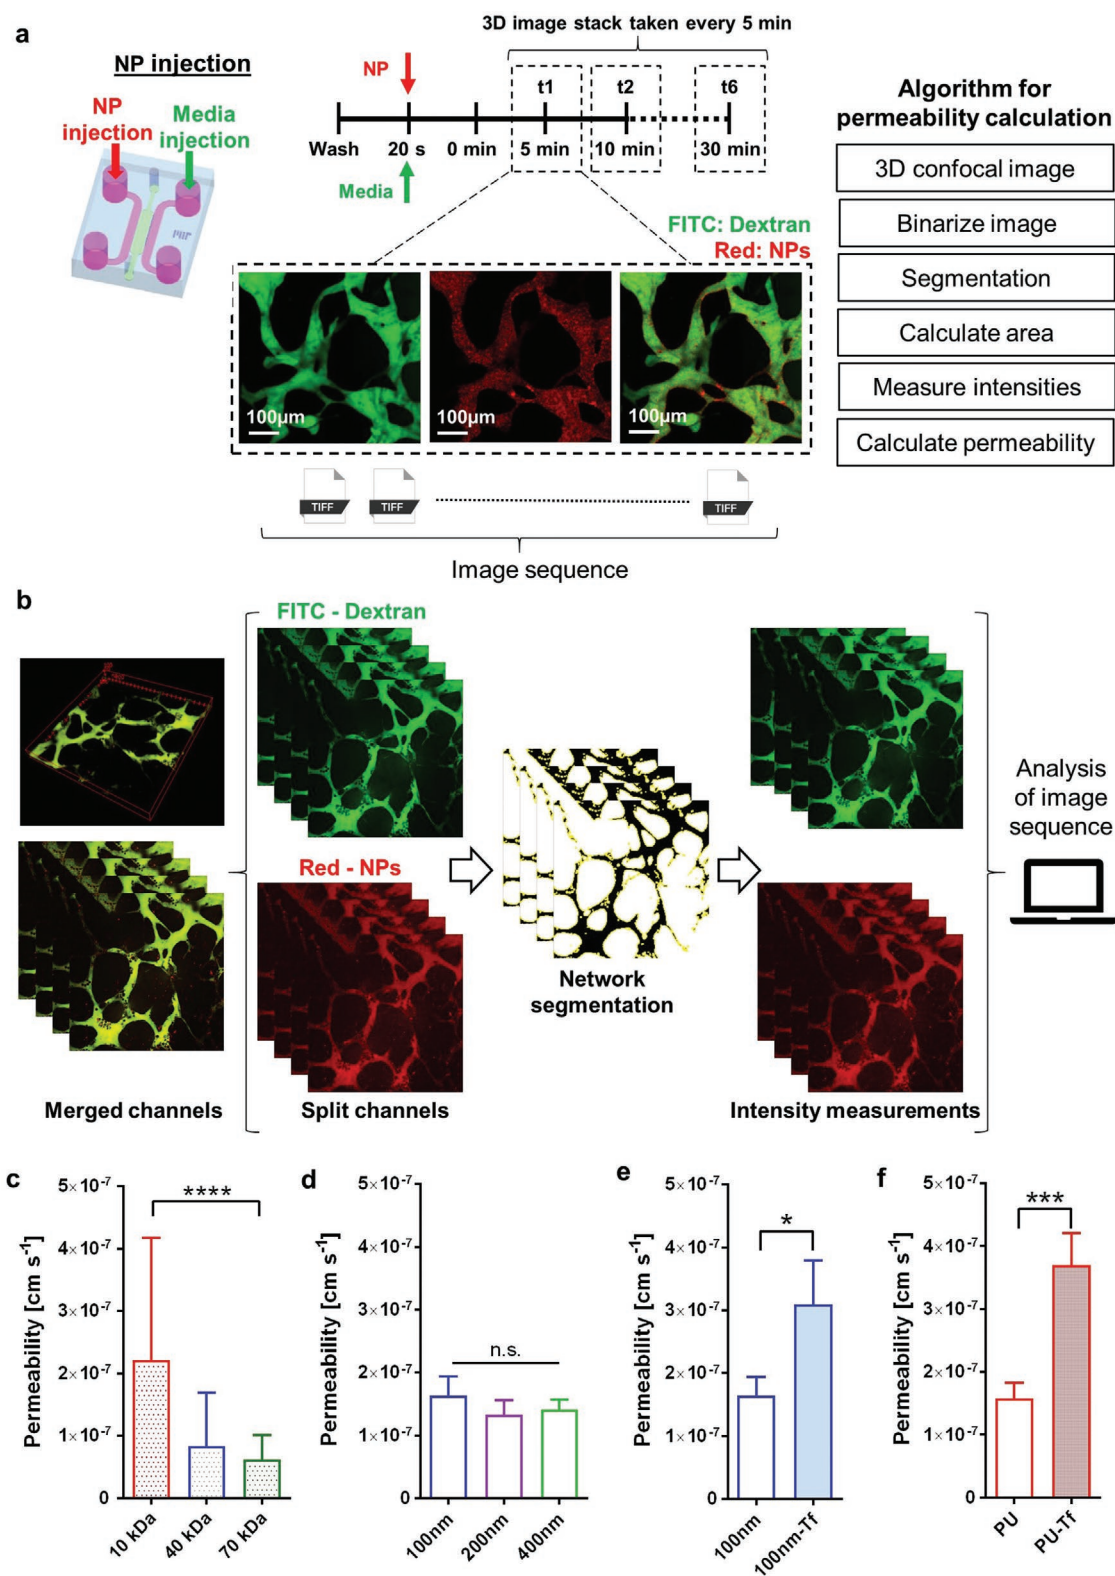 a
3D image stack taken every 5 min
NP injection
NP
injection
Media
injection
NP
t1
t2
t6
Wash
20 s
0 min
5 min
10 min
30 min
Media
FITC: Dextran
Red: NPs
100µm
100µm
100µm
TIFF
TIFF
TIFF
Image sequence
Algorithm for
permeability calculation
3D confocal image
Binarize image
Segmentation
Calculate area
Measure intensities
Calculate permeability
b
FITC - Dextran
Red - NPs
Network
segmentation
Analysis
of image
sequence
Merged channels
Split channels
Intensity measurements
c
Permeability [cm s⁻¹]
5×10⁻⁷
4×10⁻⁷
3×10⁻⁷
2×10⁻⁷
1×10⁻⁷
0
****
10 kDa
40 kDa
70 kDa
d
Permeability [cm s⁻¹]
5×10⁻⁷
4×10⁻⁷
3×10⁻⁷
2×10⁻⁷
1×10⁻⁷
0
n.s.
100nm
200nm
400nm
e
Permeability [cm s⁻¹]
5×10⁻⁷
4×10⁻⁷
3×10⁻⁷
2×10⁻⁷
1×10⁻⁷
0
*
100nm
100nm-Tf
f
Permeability [cm s⁻¹]
5×10⁻⁷
4×10⁻⁷
3×10⁻⁷
2×10⁻⁷
1×10⁻⁷
0
***
PU
PU-Tf